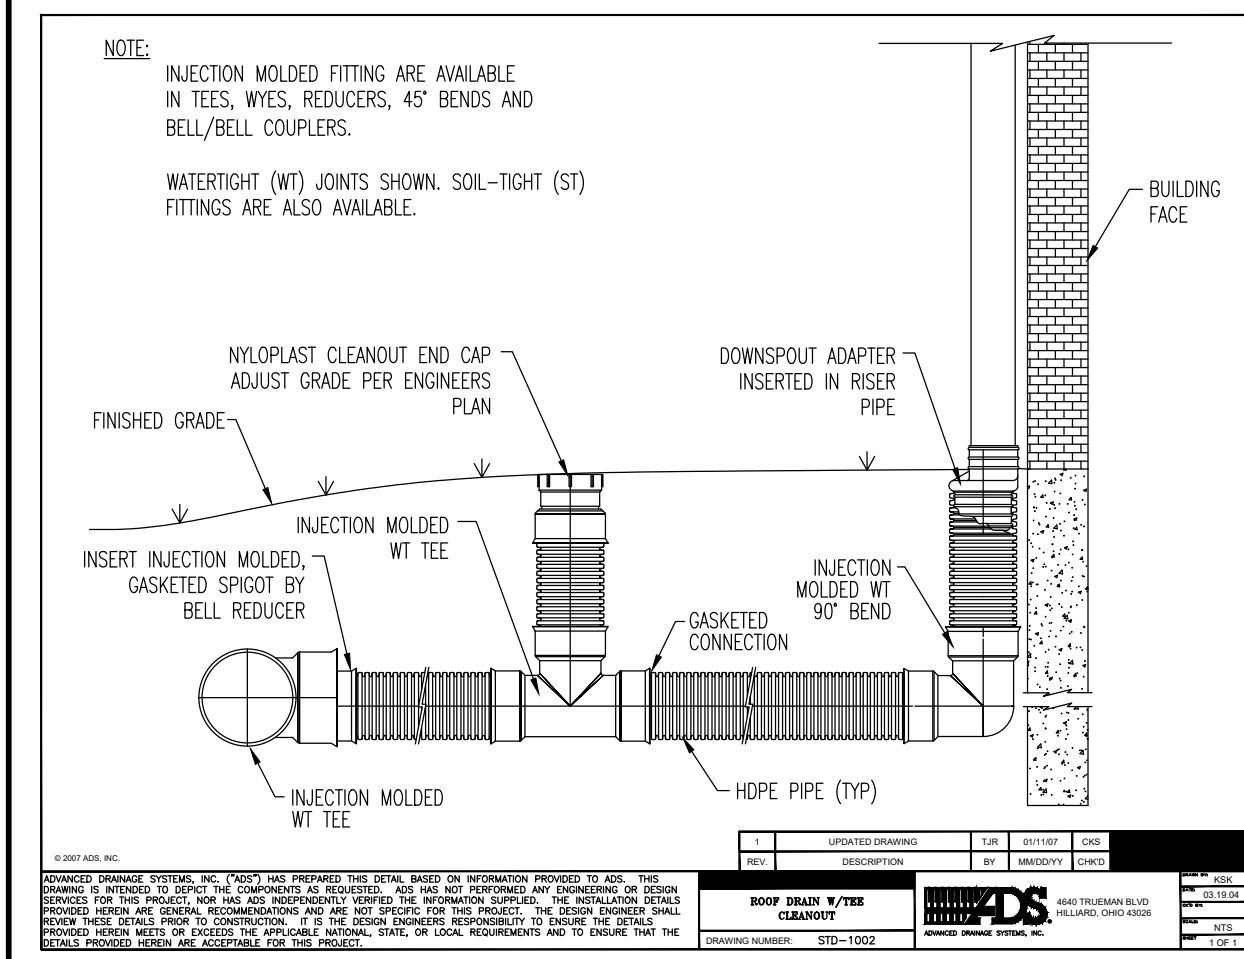 NOTE:
INJECTION MOLDED FITTING ARE AVAILABLE
IN TEES, WYES, REDUCERS, 45° BENDS AND
BELL/BELL COUPLERS.
WATERTIGHT (WT) JOINTS SHOWN. SOIL-TIGHT (ST)
FITTINGS ARE ALSO AVAILABLE.
BUILDING
FACE
NYLOPLAST CLEANOUT END CAP
ADJUST GRADE PER ENGINEERS
PLAN
DOWNSPOUT ADAPTER
INSERTED IN RISER
PIPE
FINISHED GRADE
INJECTION MOLDED
WT TEE
INSERT INJECTION MOLDED,
GASKETED SPIGOT BY
BELL REDUCER
INJECTION
MOLDED WT
90° BEND
GASKETED
CONNECTION
HDPE PIPE (TYP)
INJECTION MOLDED
WT TEE
© 2007 ADS, INC.
1 UPDATED DRAWING TJR 01/11/07 CKS
REV. DESCRIPTION BY MM/DD/YY CHK'D
ADVANCED DRAINAGE SYSTEMS, INC. ("ADS") HAS PREPARED THIS DETAIL BASED ON INFORMATION PROVIDED TO ADS. THIS
DRAWING IS INTENDED TO DEPICT THE COMPONENTS AS REQUESTED. ADS HAS NOT PERFORMED ANY ENGINEERING OR DESIGN
SERVICES FOR THIS PROJECT, NOR HAS ADS INDEPENDENTLY VERIFIED THE INFORMATION SUPPLIED. THE INSTALLATION DETAILS
PROVIDED HEREIN ARE GENERAL RECOMMENDATIONS AND ARE NOT SPECIFIC FOR THIS PROJECT. THE DESIGN ENGINEER SHALL
REVIEW THESE DETAILS PRIOR TO CONSTRUCTION. IT IS THE DESIGN ENGINEERS RESPONSIBILITY TO ENSURE THE DETAILS
PROVIDED HEREIN MEETS OR EXCEEDS THE APPLICABLE NATIONAL, STATE, OR LOCAL REQUIREMENTS AND TO ENSURE THAT THE
DETAILS PROVIDED HEREIN ARE ACCEPTABLE FOR THIS PROJECT.
ROOF DRAIN W/TEE
CLEANOUT
DRAWING NUMBER: STD-1002
ADS
ADVANCED DRAINAGE SYSTEMS, INC.
4640 TRUEMAN BLVD
HILLIARD, OHIO 43026
DRAWN BY: KSK
DATE: 03.19.04
CK'D BY:
SCALE: NTS
SHEET 1 OF 1